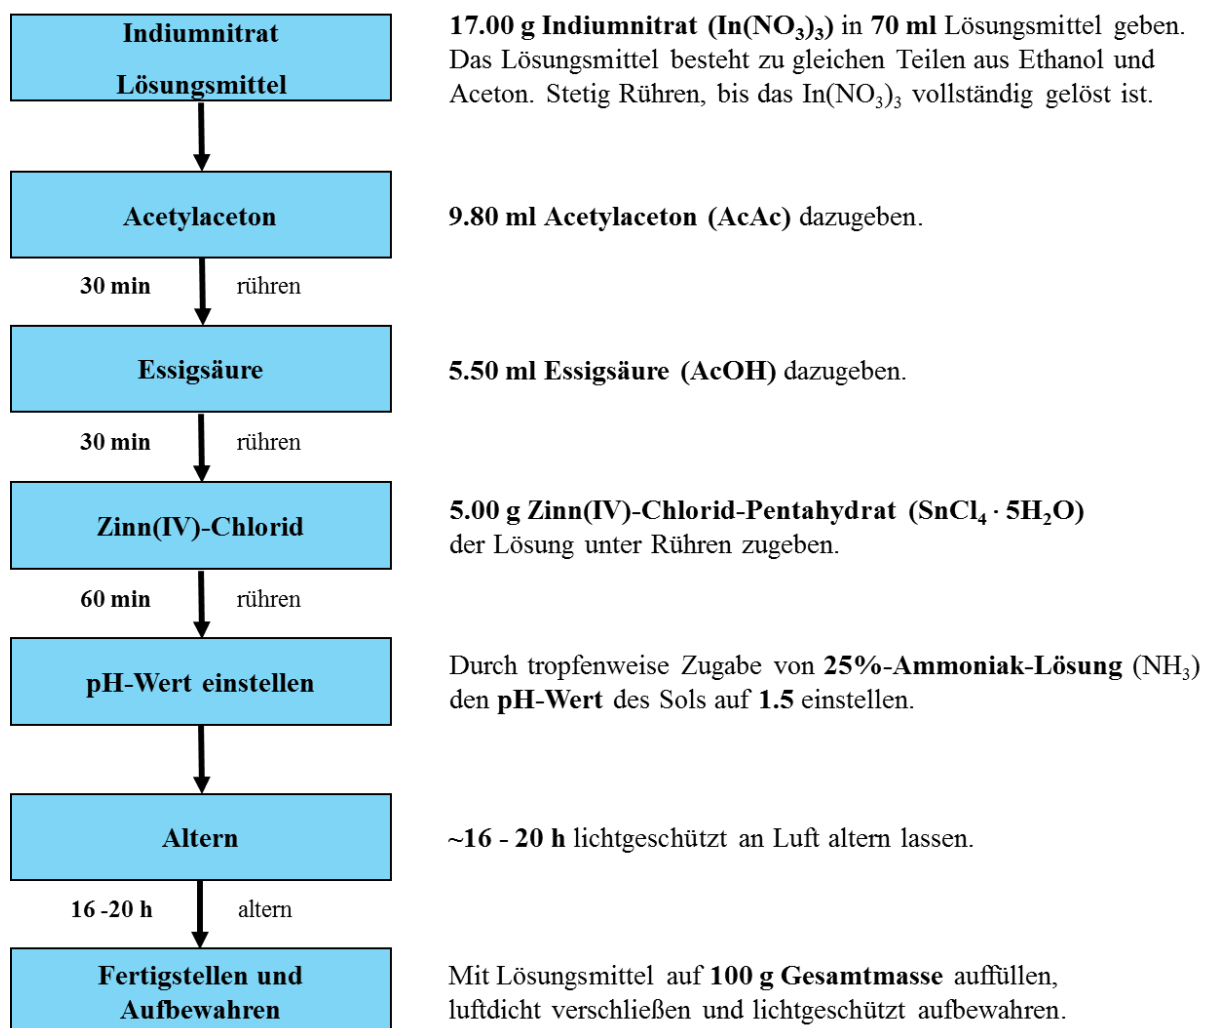 Indiumnitrat
Lösungsmittel
17.00 g Indiumnitrat (In(NO₃)₃) in 70 ml Lösungsmittel geben.
Das Lösungsmittel besteht zu gleichen Teilen aus Ethanol und
Aceton. Stetig Rühren, bis das In(NO₃)₃ vollständig gelöst ist.
Acetylaceton
9.80 ml Acetylaceton (AcAc) dazugeben.
30 min rühren
Essigsäure
5.50 ml Essigsäure (AcOH) dazugeben.
30 min rühren
Zinn(IV)-Chlorid
5.00 g Zinn(IV)-Chlorid-Pentahydrat (SnCl₄ · 5H₂O)
der Lösung unter Rühren zugeben.
60 min rühren
pH-Wert einstellen
Durch tropfenweise Zugabe von 25%-Ammoniak-Lösung (NH₃)
den pH-Wert des Sols auf 1.5 einstellen.
Altern
~16 - 20 h lichtgeschützt an Luft altern lassen.
16 -20 h altern
Fertigstellen und
Aufbewahren
Mit Lösungsmittel auf 100 g Gesamtmasse auffüllen,
luftdicht verschließen und lichtgeschützt aufbewahren.